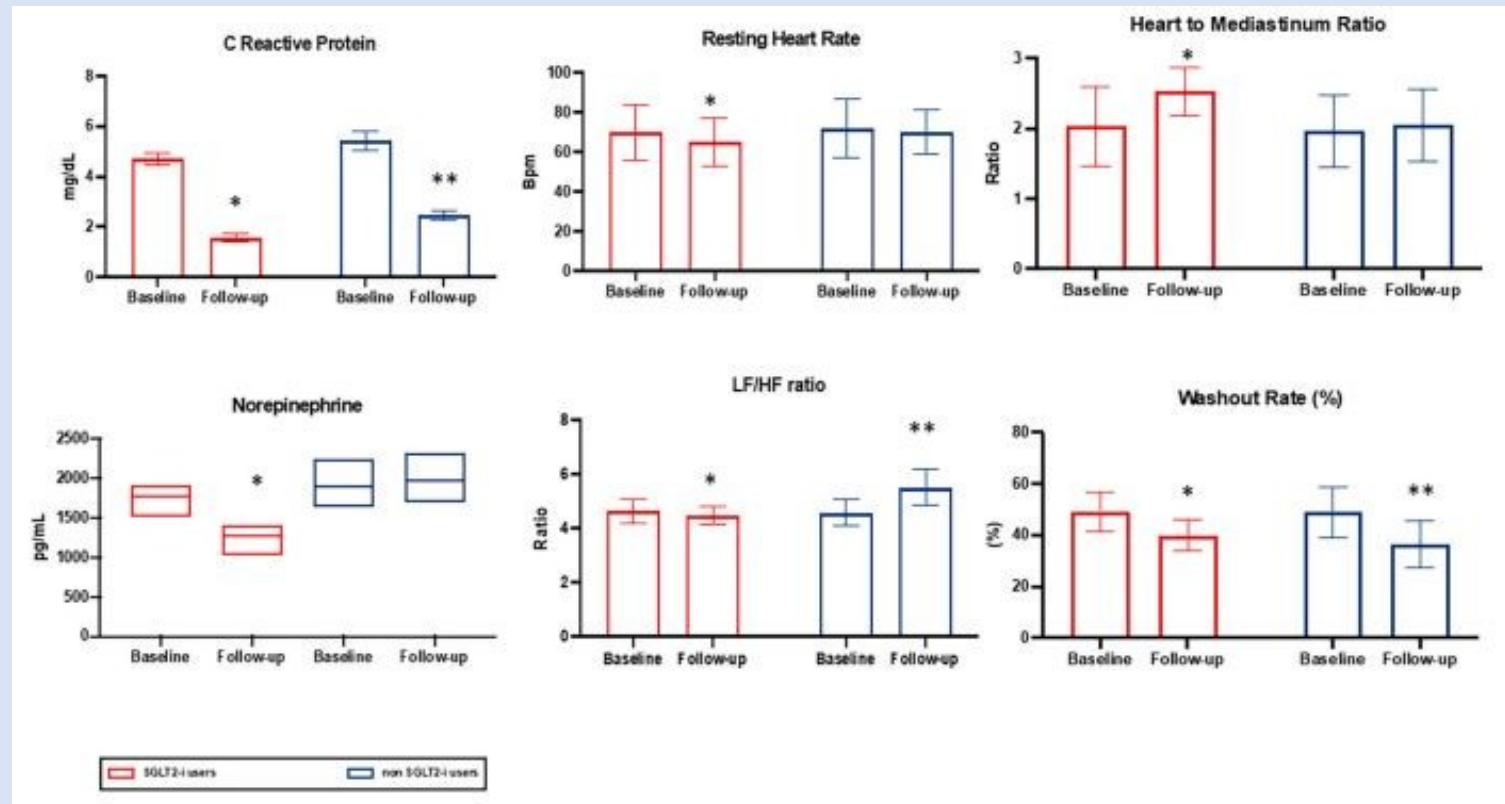 C Reactive Protein
mg/dL
8
6
4
2
0
*
**
Baseline Follow-up Baseline Follow-up
Resting Heart Rate
Bpm
100
80
60
40
20
0
*
Baseline Follow-up Baseline Follow-up
Heart to Mediastinum Ratio
Ratio
3
2
1
0
*
Baseline Follow-up Baseline Follow-up
Norepinephrine
pg/mL
2500
2000
1500
1000
500
0
*
Baseline Follow-up Baseline Follow-up
LF/HF ratio
Ratio
8
6
4
2
0
*
**
Baseline Follow-up Baseline Follow-up
Washout Rate (%)
(%)
80
60
40
20
0
*
**
Baseline Follow-up Baseline Follow-up
SGLT2-i users non SGLT2-i users